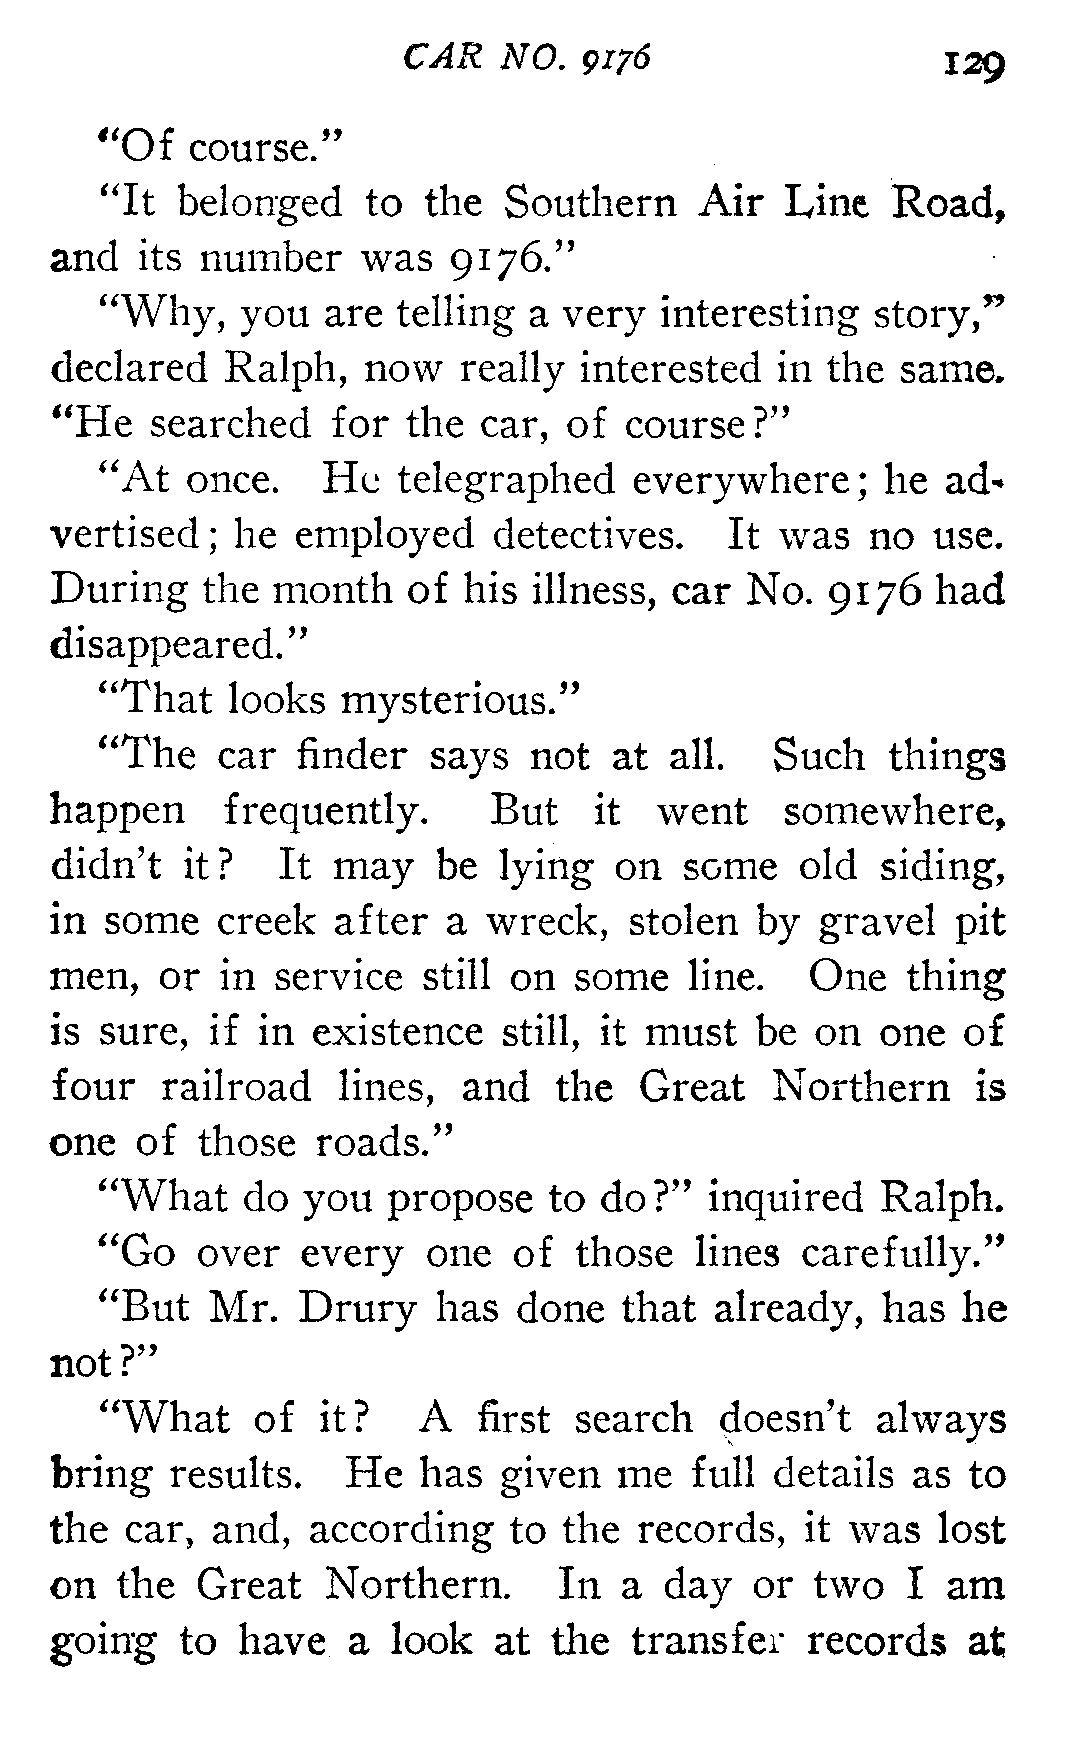 CAR NO. 9176 129
"Of course."
"It belonged to the Southern Air Line Road,
and its number was 9176."
"Why, you are telling a very interesting story,"
declared Ralph, now really interested in the same.
"He searched for the car, of course?"
"At once. He telegraphed everywhere; he ad-
vertised; he employed detectives. It was no use.
During the month of his illness, car No. 9176 had
disappeared."
"That looks mysterious."
"The car finder says not at all. Such things
happen frequently. But it went somewhere,
didn't it? It may be lying on some old siding,
in some creek after a wreck, stolen by gravel pit
men, or in service still on some line. One thing
is sure, if in existence still, it must be on one of
four railroad lines, and the Great Northern is
one of those roads."
"What do you propose to do?" inquired Ralph.
"Go over every one of those lines carefully."
"But Mr. Drury has done that already, has he
not?"
"What of it? A first search doesn't always
bring results. He has given me full details as to
the car, and, according to the records, it was lost
on the Great Northern. In a day or two I am
going to have a look at the transfer records at